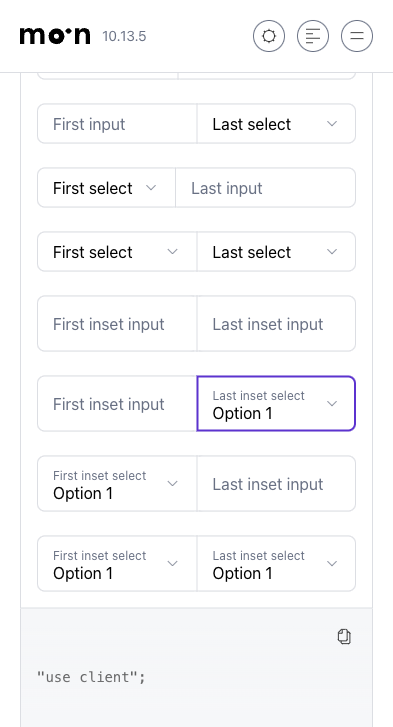 moon 10.13.5
First input Last select
First select Last input
First select Last select
First inset input Last inset input
First inset input
Last inset select
Option 1
First inset select
Option 1
Last inset input
First inset select Last inset select
Option 1 Option 1
"use client";